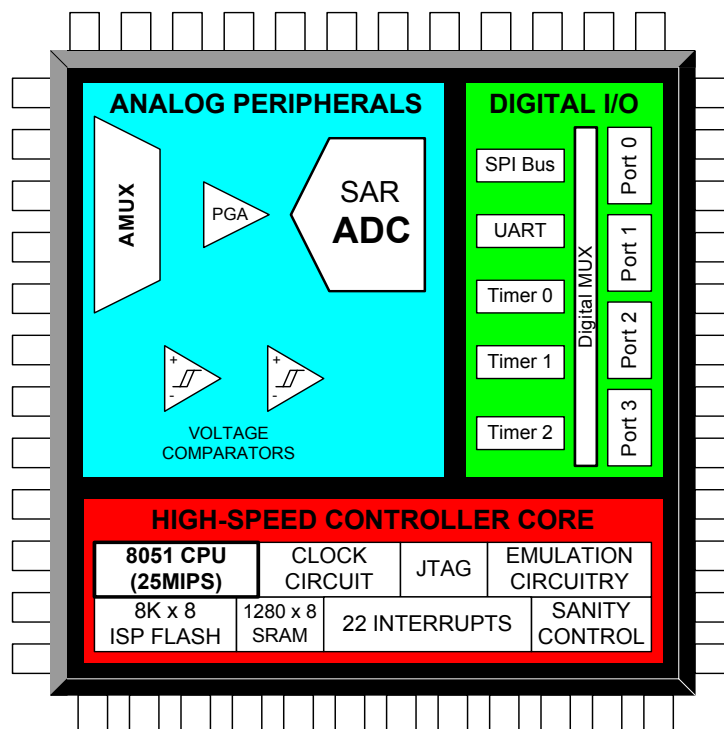 ANALOG PERIPHERALS
AMUX
PGA
SAR
ADC
+
-
+
-
VOLTAGE
COMPARATORS
DIGITAL I/O
SPI Bus
UART
Timer 0
Timer 1
Timer 2
Digital MUX
Port 0
Port 1
Port 2
Port 3
HIGH-SPEED CONTROLLER CORE
8051 CPU
(25MIPS)
CLOCK
CIRCUIT
JTAG
EMULATION
CIRCUITRY
8K x 8
ISP FLASH
1280 x 8
SRAM
22 INTERRUPTS
SANITY
CONTROL